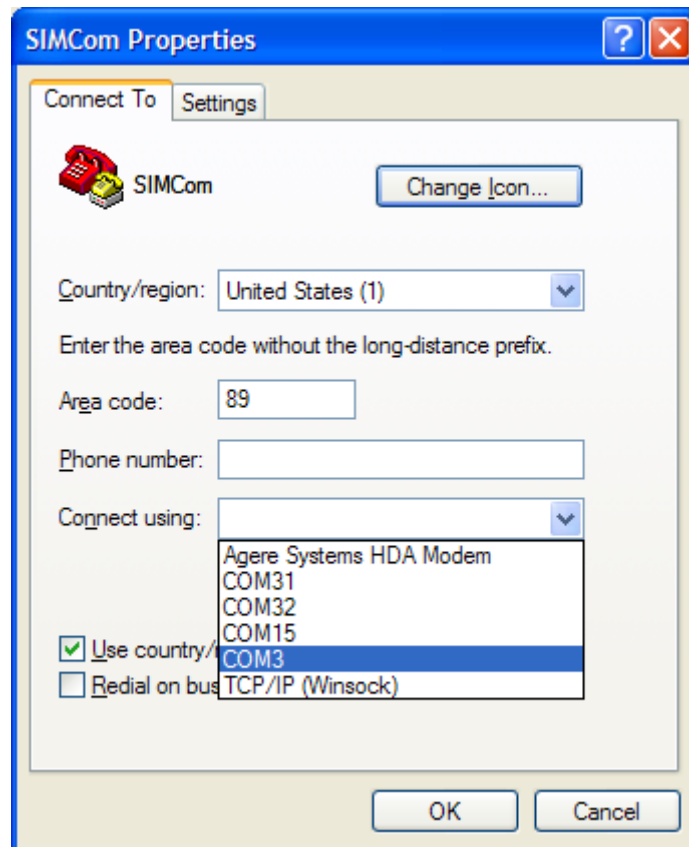 SIMCom Properties
Connect To Settings
SIMCom
Change Icon...
Country/region: United States (1)
Enter the area code without the long-distance prefix.
Area code: 89
Phone number:
Connect using:
Agere Systems HDA Modem
COM31
COM32
COM15
Use country/
COM3
Redial on bus
TCP/IP (Winsock)
OK Cancel